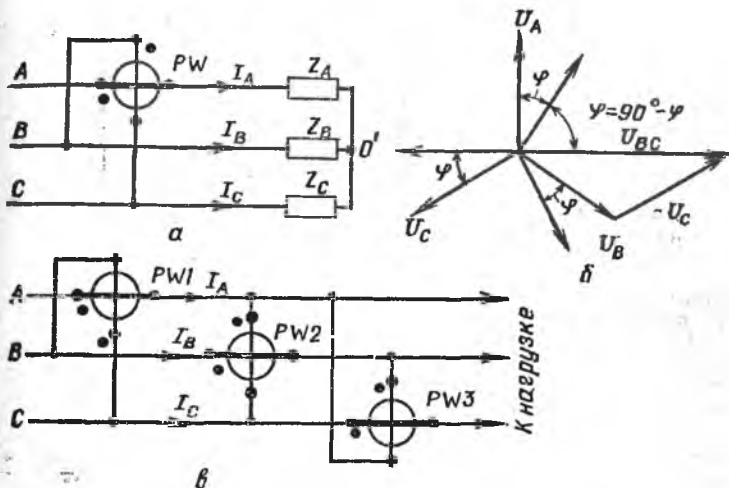 A
PW
I_A
Z_A
B
I_B
Z_B
O'
C
I_C
Z_C
а
U_A
φ
ψ=90°-φ
U_BC
φ
φ
U_C
U_B
-U_C
б
A
PW1
I_A
B
I_B
PW2
C
I_C
PW3
К нагрузке
в